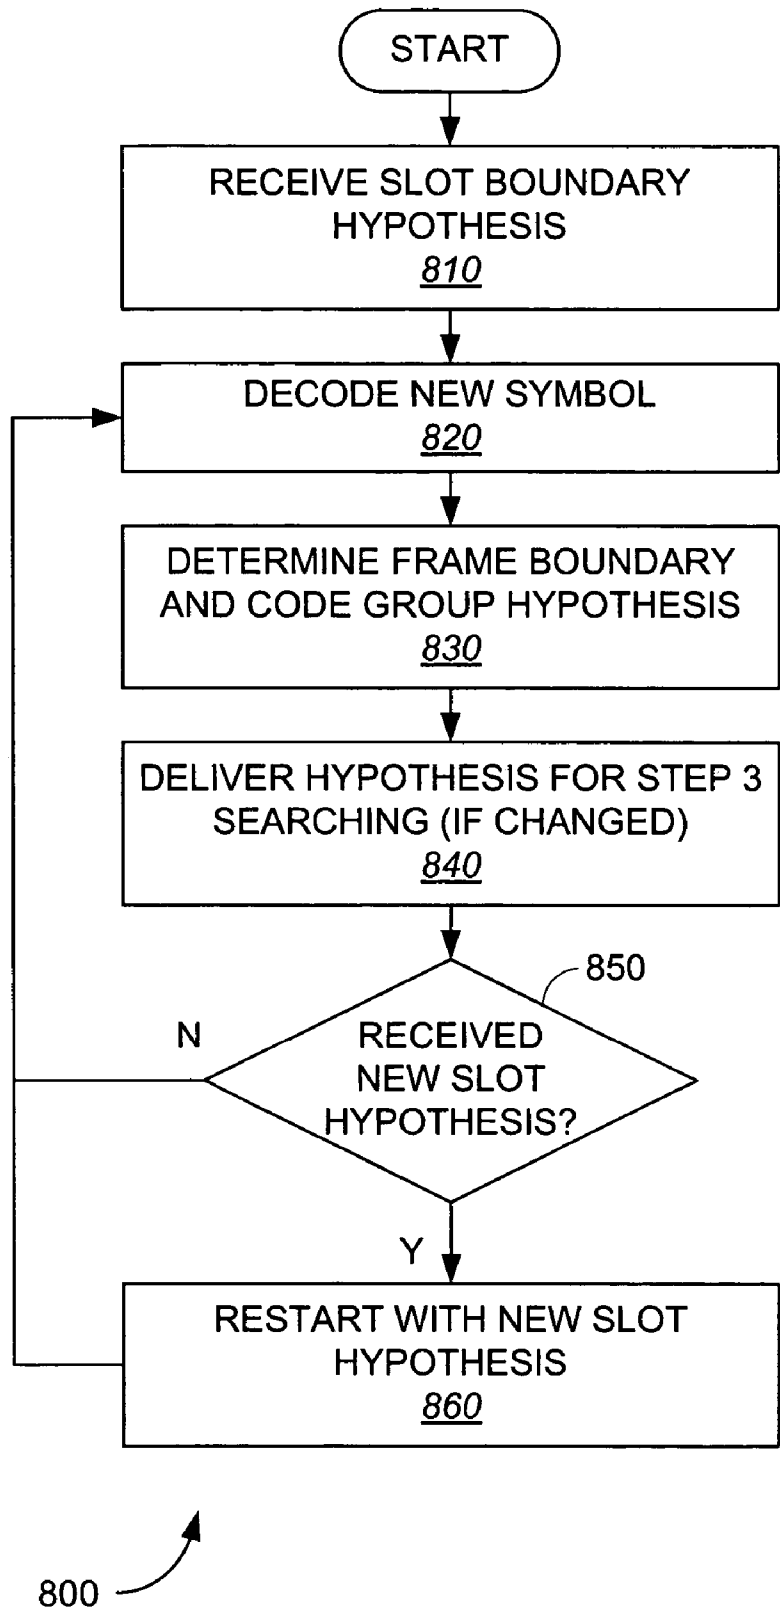 START
RECEIVE SLOT BOUNDARY
HYPOTHESIS
810
DECODE NEW SYMBOL
820
DETERMINE FRAME BOUNDARY
AND CODE GROUP HYPOTHESIS
830
DELIVER HYPOTHESIS FOR STEP 3
SEARCHING (IF CHANGED)
840
850
N
RECEIVED
NEW SLOT
HYPOTHESIS?
Y
RESTART WITH NEW SLOT
HYPOTHESIS
860
800